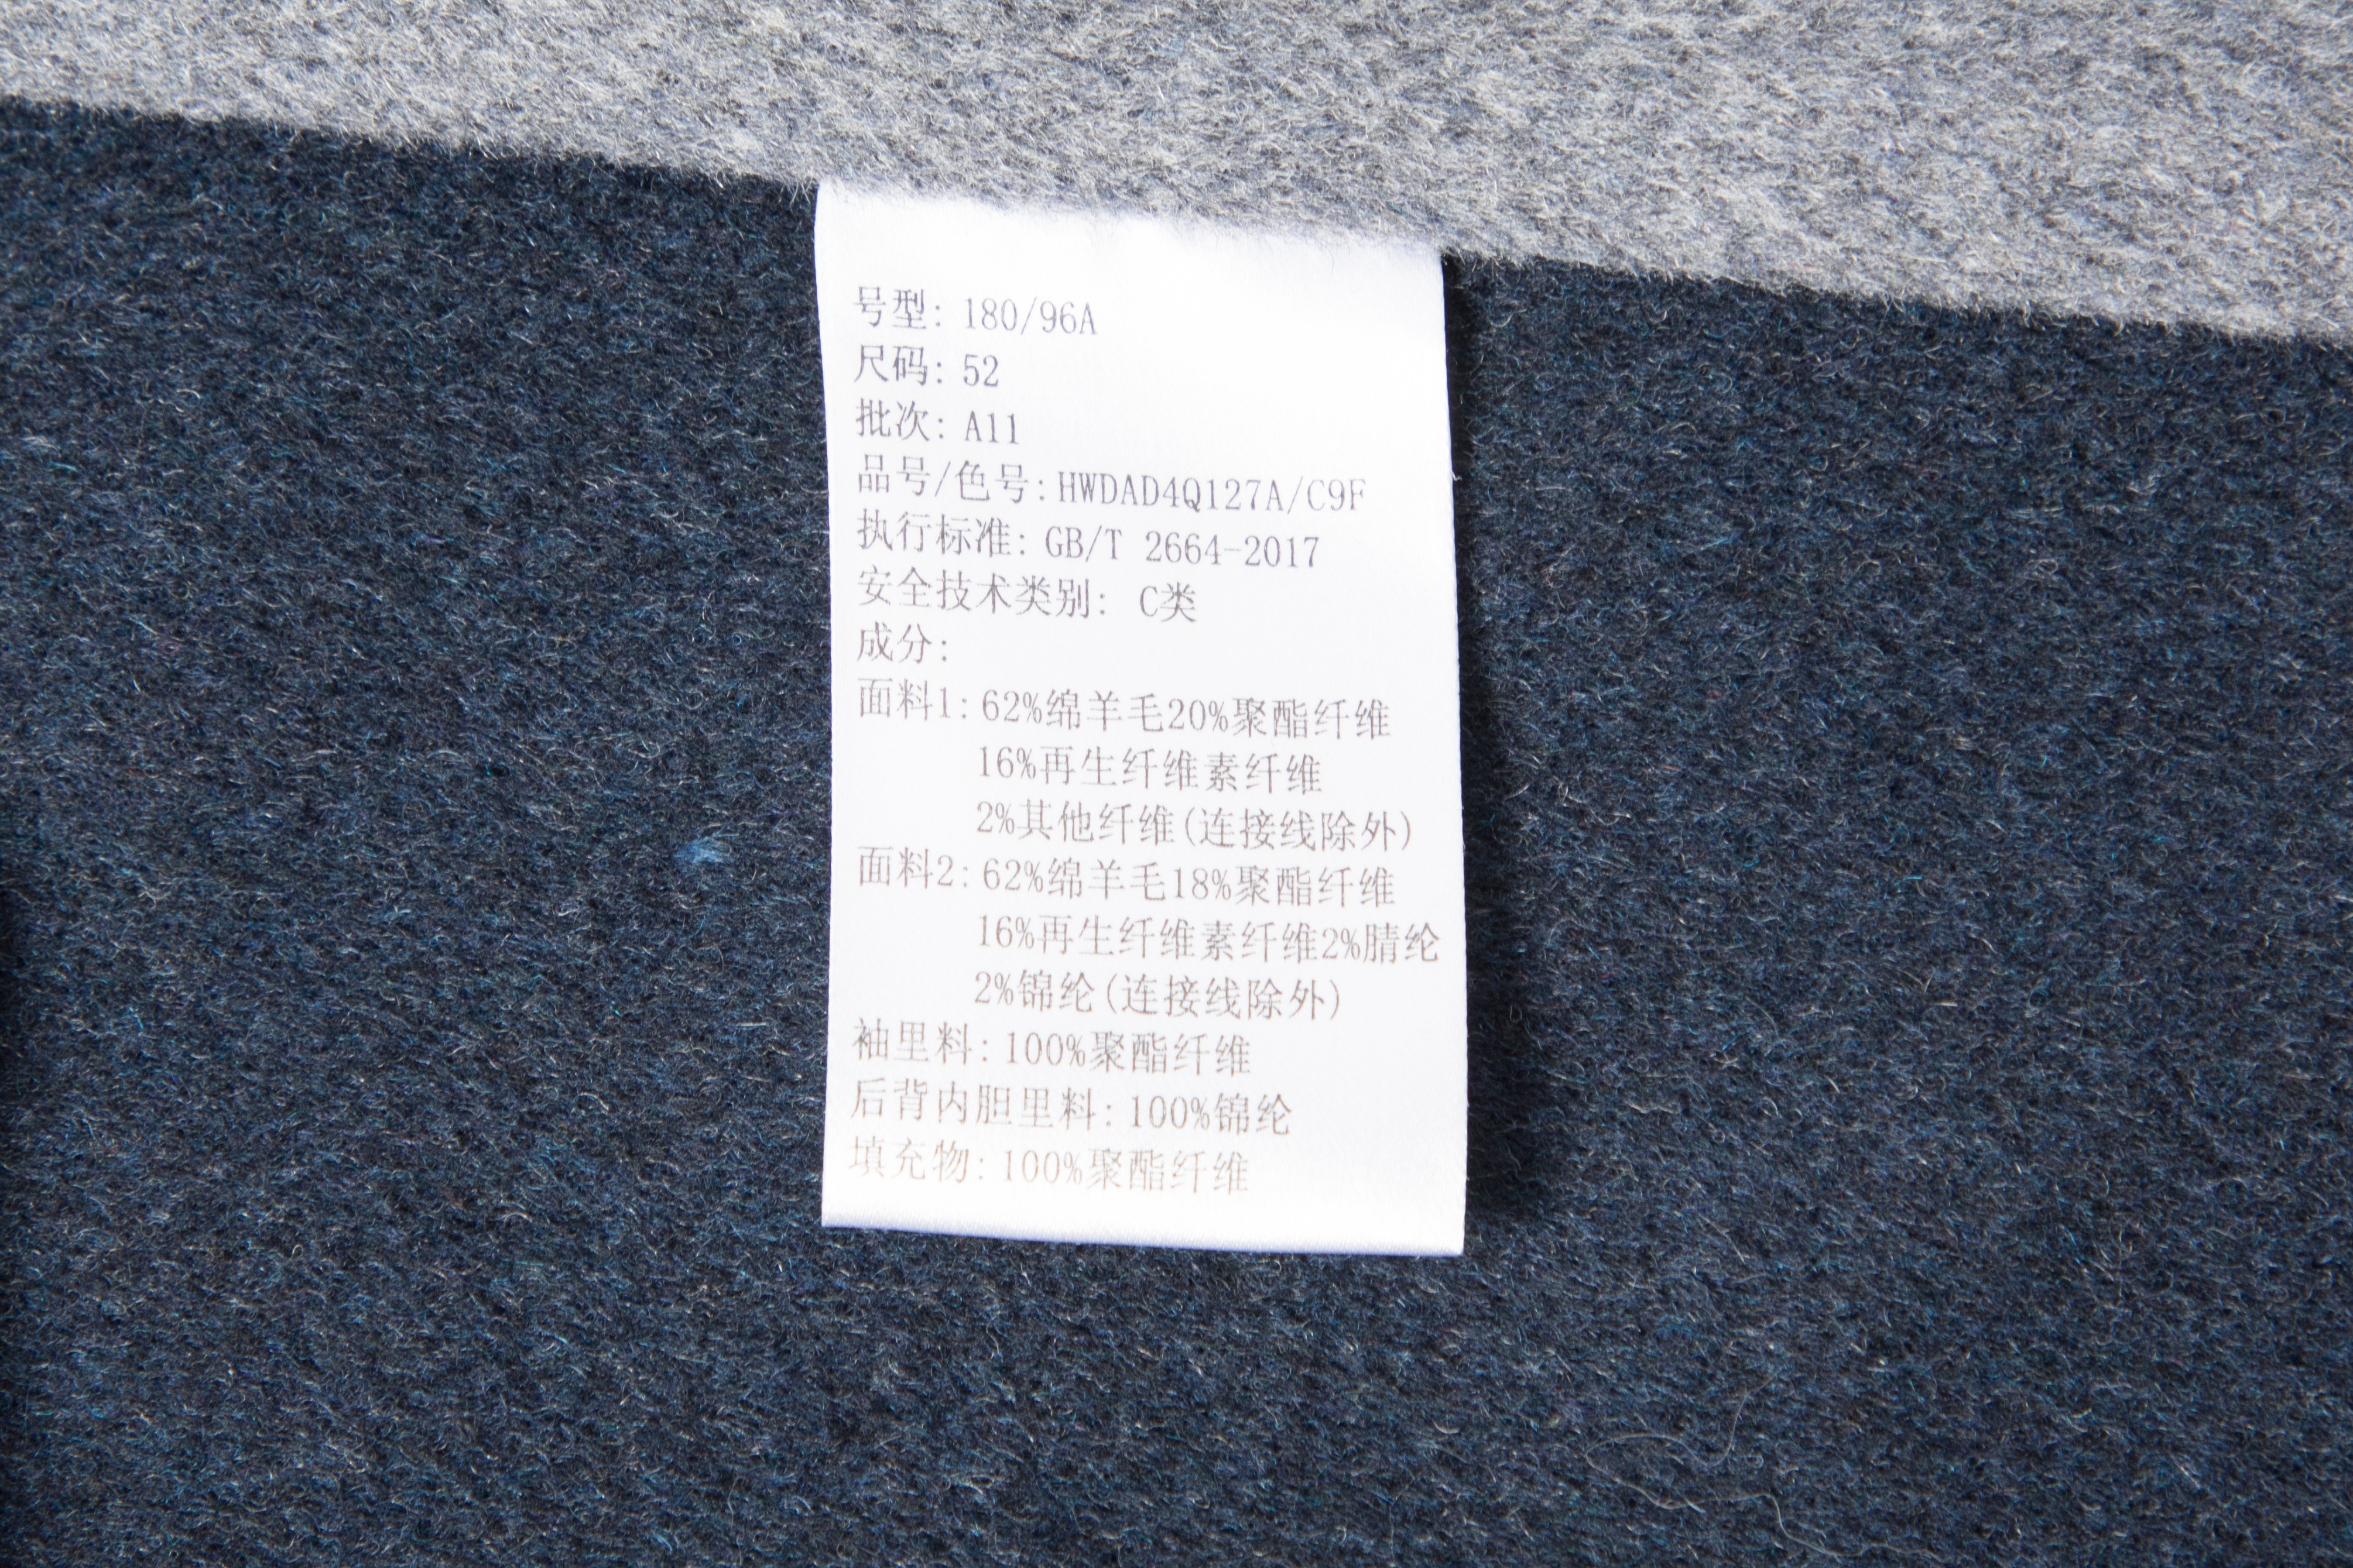 号型: 180/96A
尺码: 52
批次: A11
品号/色号: HWDAD4Q127A/C9F
执行标准: GB/T 2664-2017
安全技术类别: C类
成分:
面料1: 62%绵羊毛20%聚酯纤维
16%再生纤维素纤维
2%其他纤维(连接线除外)
面料2: 62%绵羊毛18%聚酯纤维
16%再生纤维素纤维2%腈纶
2%锦纶(连接线除外)
袖里料: 100%聚酯纤维
后背内胆里料: 100%锦纶
填充物: 100%聚酯纤维